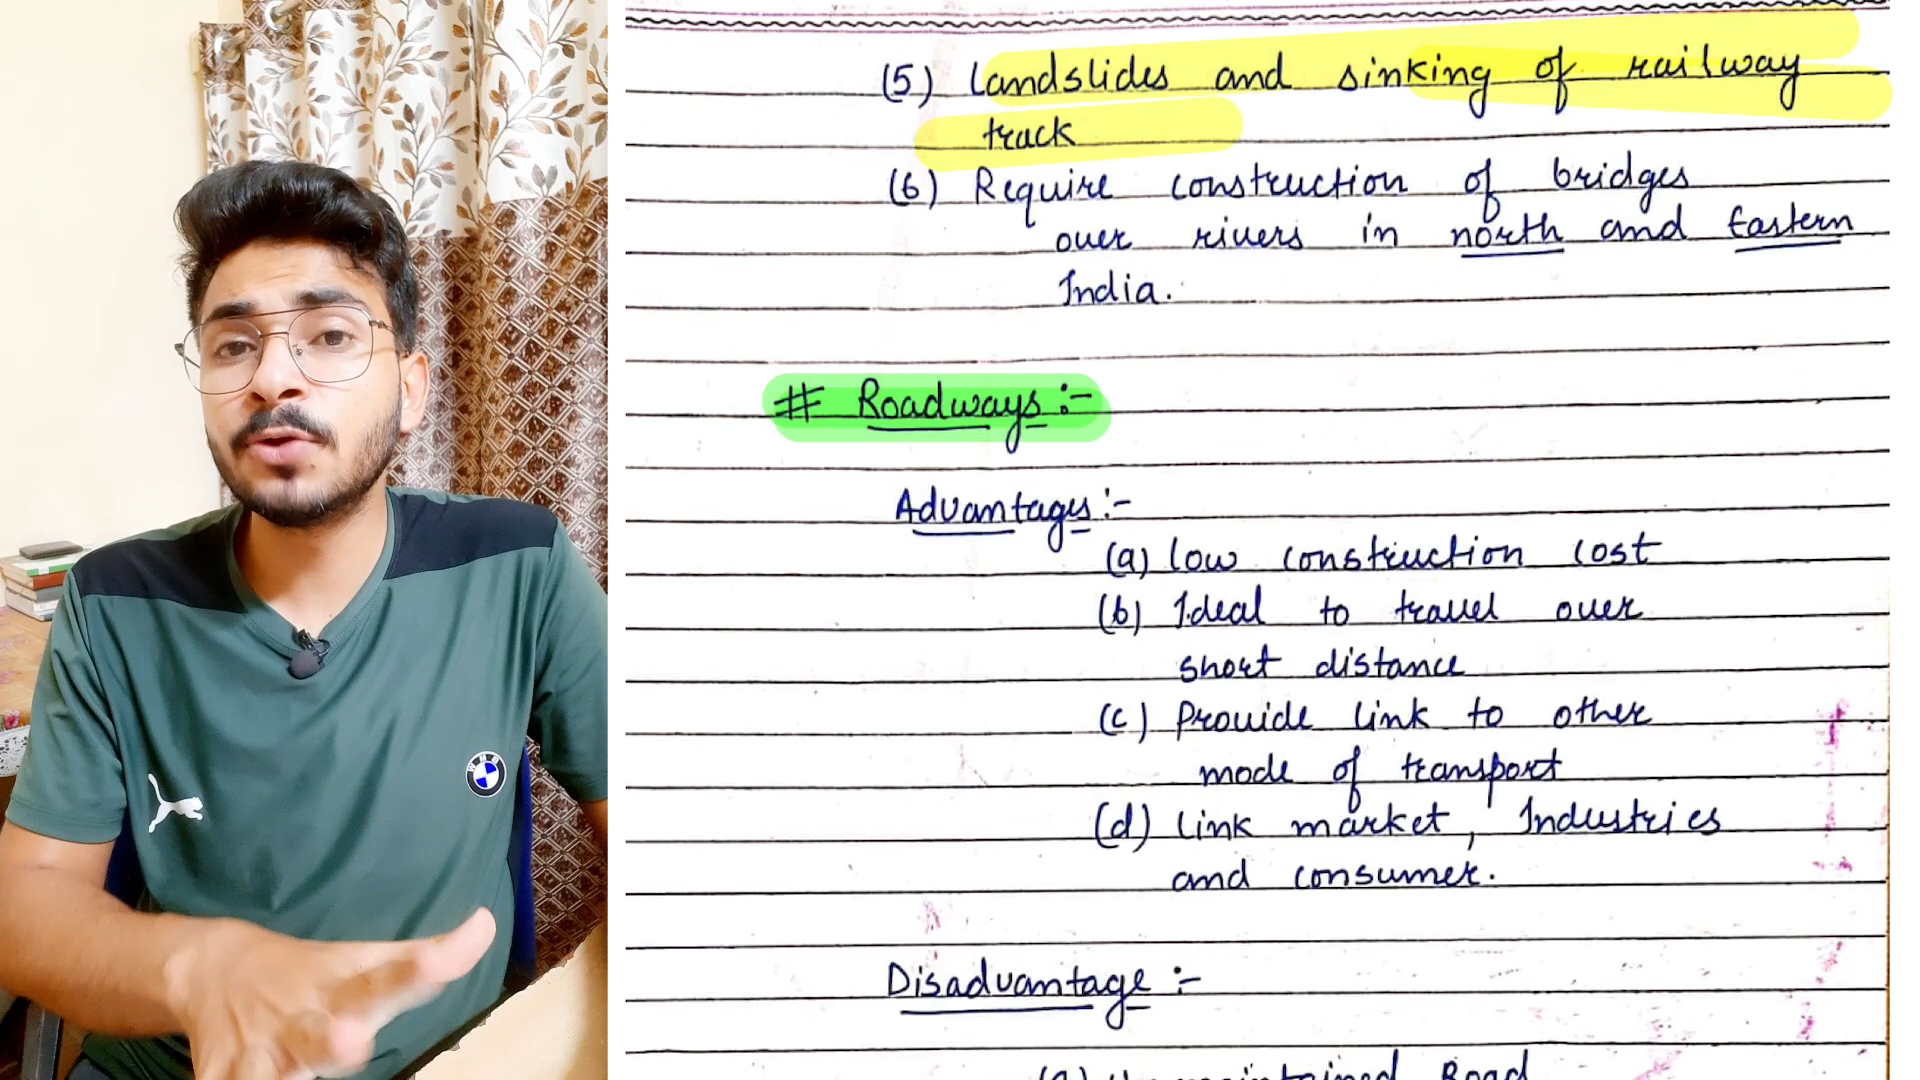 (5) Landslides and sinking of railway
track
(6) Require construction of bridges
over rivers in north and Eastern
India.
# Roadways :-
Advantages :-
(a) Low construction cost
(b) Ideal to travel over
short distance
(c) Provide link to other
mode of transport
(d) Link market, Industries
and consumer.
Disadvantage :-
Road
BMW